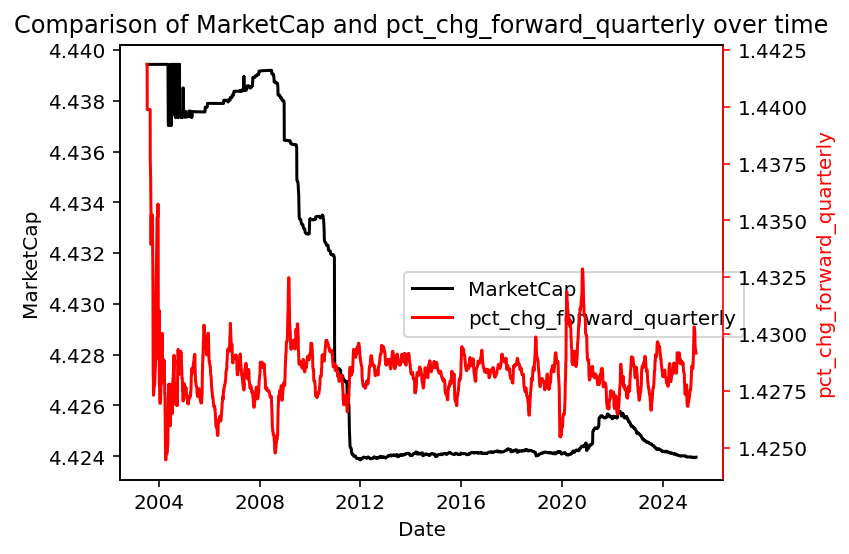 Comparison of MarketCap and pct_chg_forward_quarterly over time
4.440
4.438
4.436
4.434
4.432
4.430
4.428
4.426
4.424
MarketCap
1.4425
1.4400
1.4375
1.4350
1.4325
1.4300
1.4275
1.4250
pct_chg_forward_quarterly
MarketCap
pct_chg_forward_quarterly
2004 2008 2012 2016 2020 2024
Date